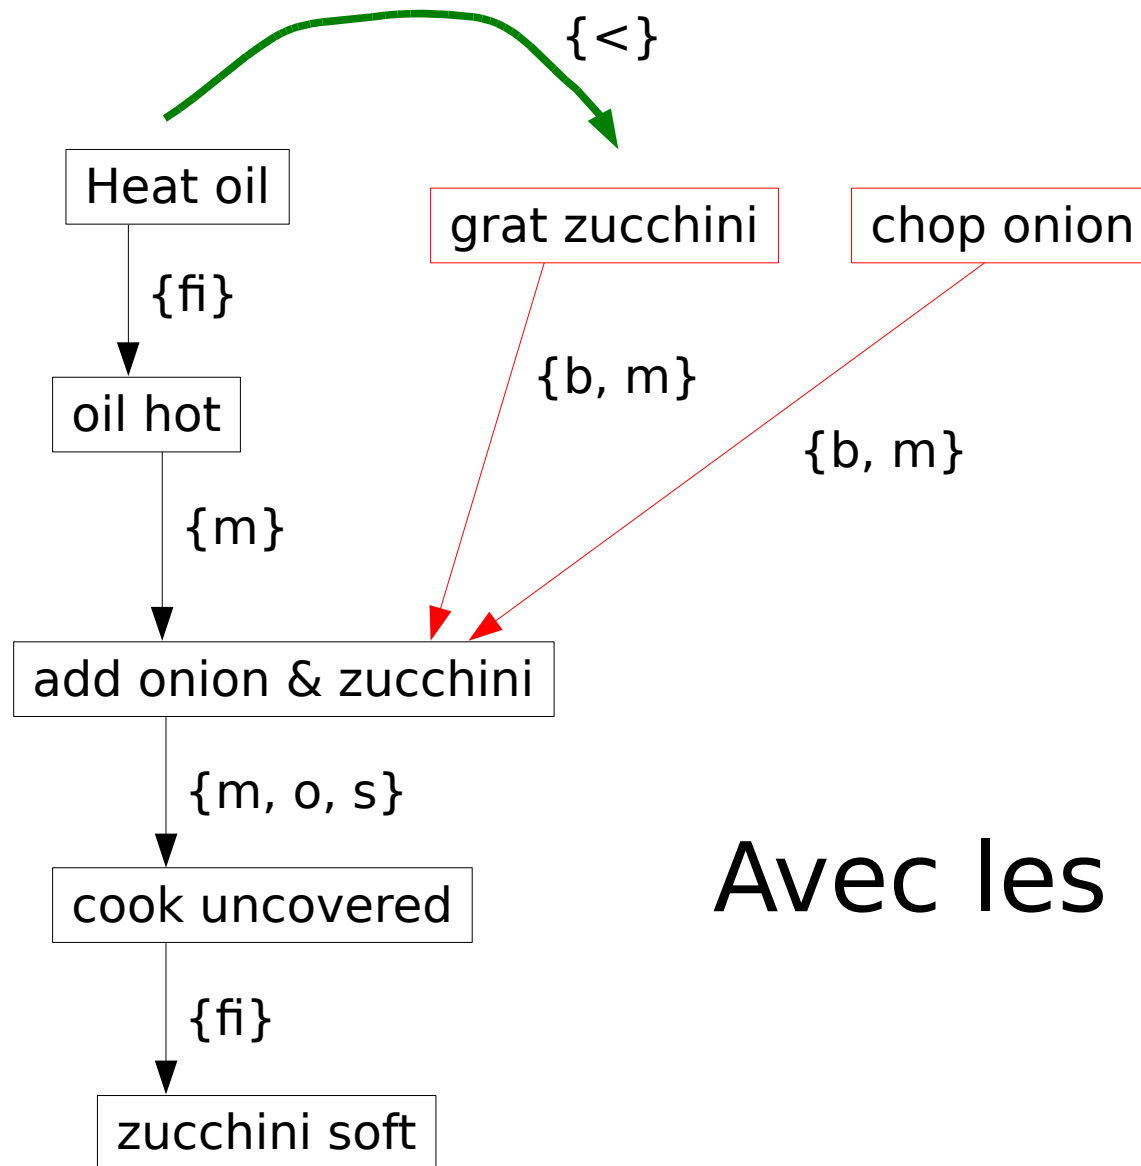 {<}
Heat oil
grat zucchini
chop onion
{fi}
{b, m}
oil hot
{b, m}
{m}
add onion & zucchini
{m, o, s}
Avec les
cook uncovered
{fi}
zucchini soft